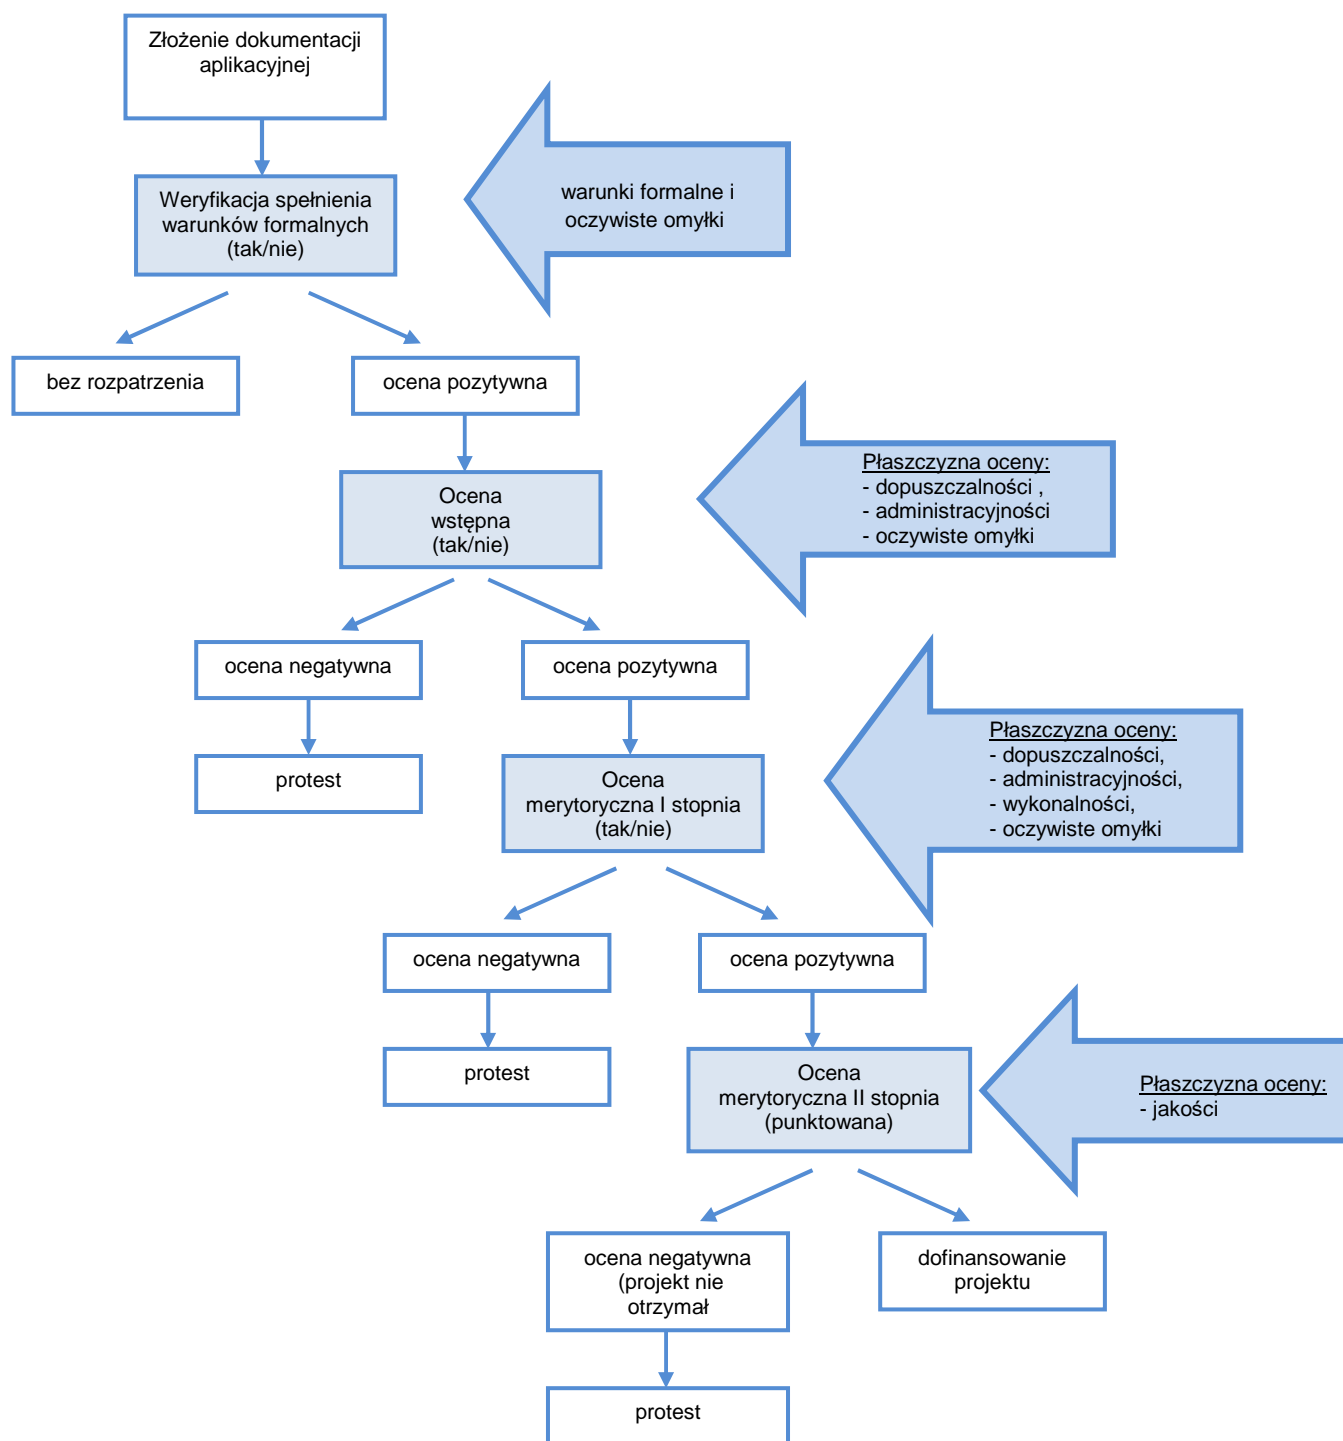 Złożenie dokumentacji
aplikacyjnej
Weryfikacja spełnienia
warunków formalnych
(tak/nie)
warunki formalne i
oczywiste omyłki
bez rozpatrzenia
ocena pozytywna
Ocena
wstępna
(tak/nie)
Płaszczyzna oceny:
- dopuszczalności ,
- administracyjności
- oczywiste omyłki
ocena negatywna
ocena pozytywna
protest
Ocena
merytoryczna I stopnia
(tak/nie)
Płaszczyzna oceny:
- dopuszczalności,
- administracyjności,
- wykonalności,
- oczywiste omyłki
ocena negatywna
ocena pozytywna
protest
Ocena
merytoryczna II stopnia
(punktowana)
Płaszczyzna oceny:
- jakości
ocena negatywna
(projekt nie
otrzymał
dofinansowanie
projektu
protest